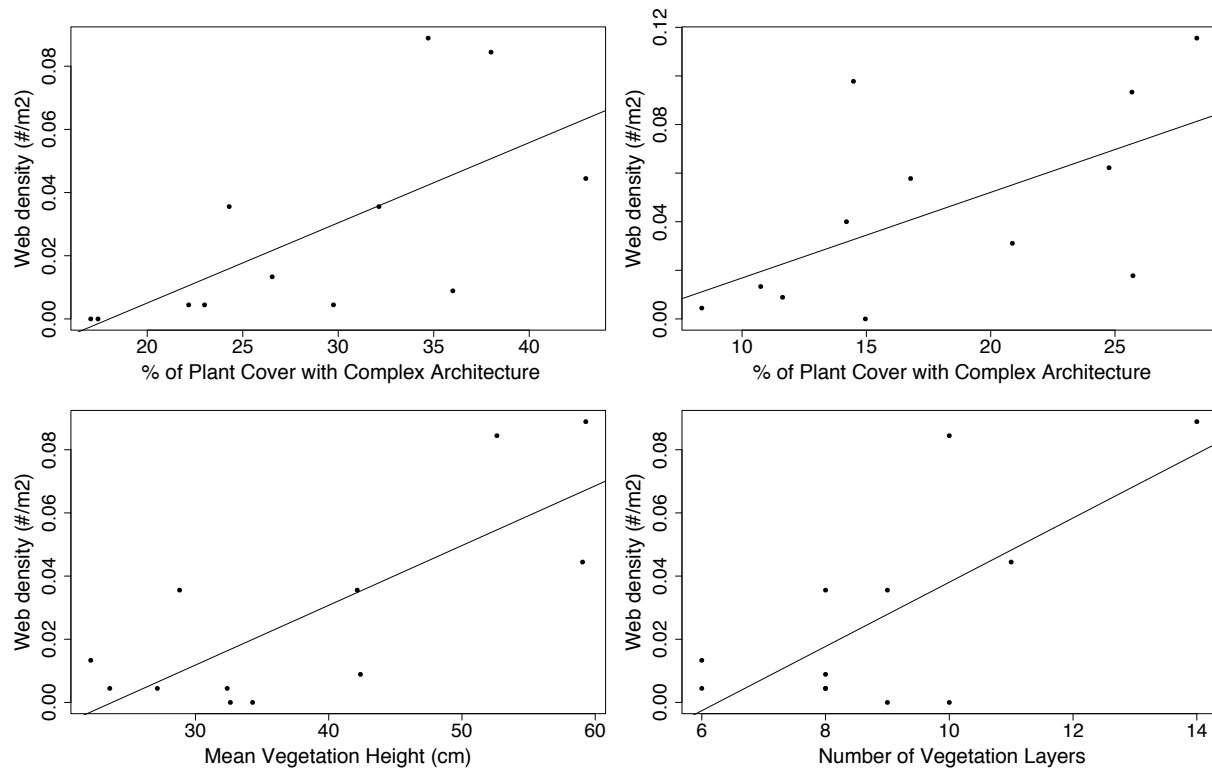 Web density (#/m2)
0.00 0.02 0.04 0.06 0.08
20 25 30 35 40
% of Plant Cover with Complex Architecture
Web density (#/m2)
0.00 0.04 0.08 0.12
10 15 20 25
% of Plant Cover with Complex Architecture
Web density (#/m2)
0.00 0.02 0.04 0.06 0.08
30 40 50 60
Mean Vegetation Height (cm)
Web density (#/m2)
0.00 0.02 0.04 0.06 0.08
6 8 10 12 14
Number of Vegetation Layers